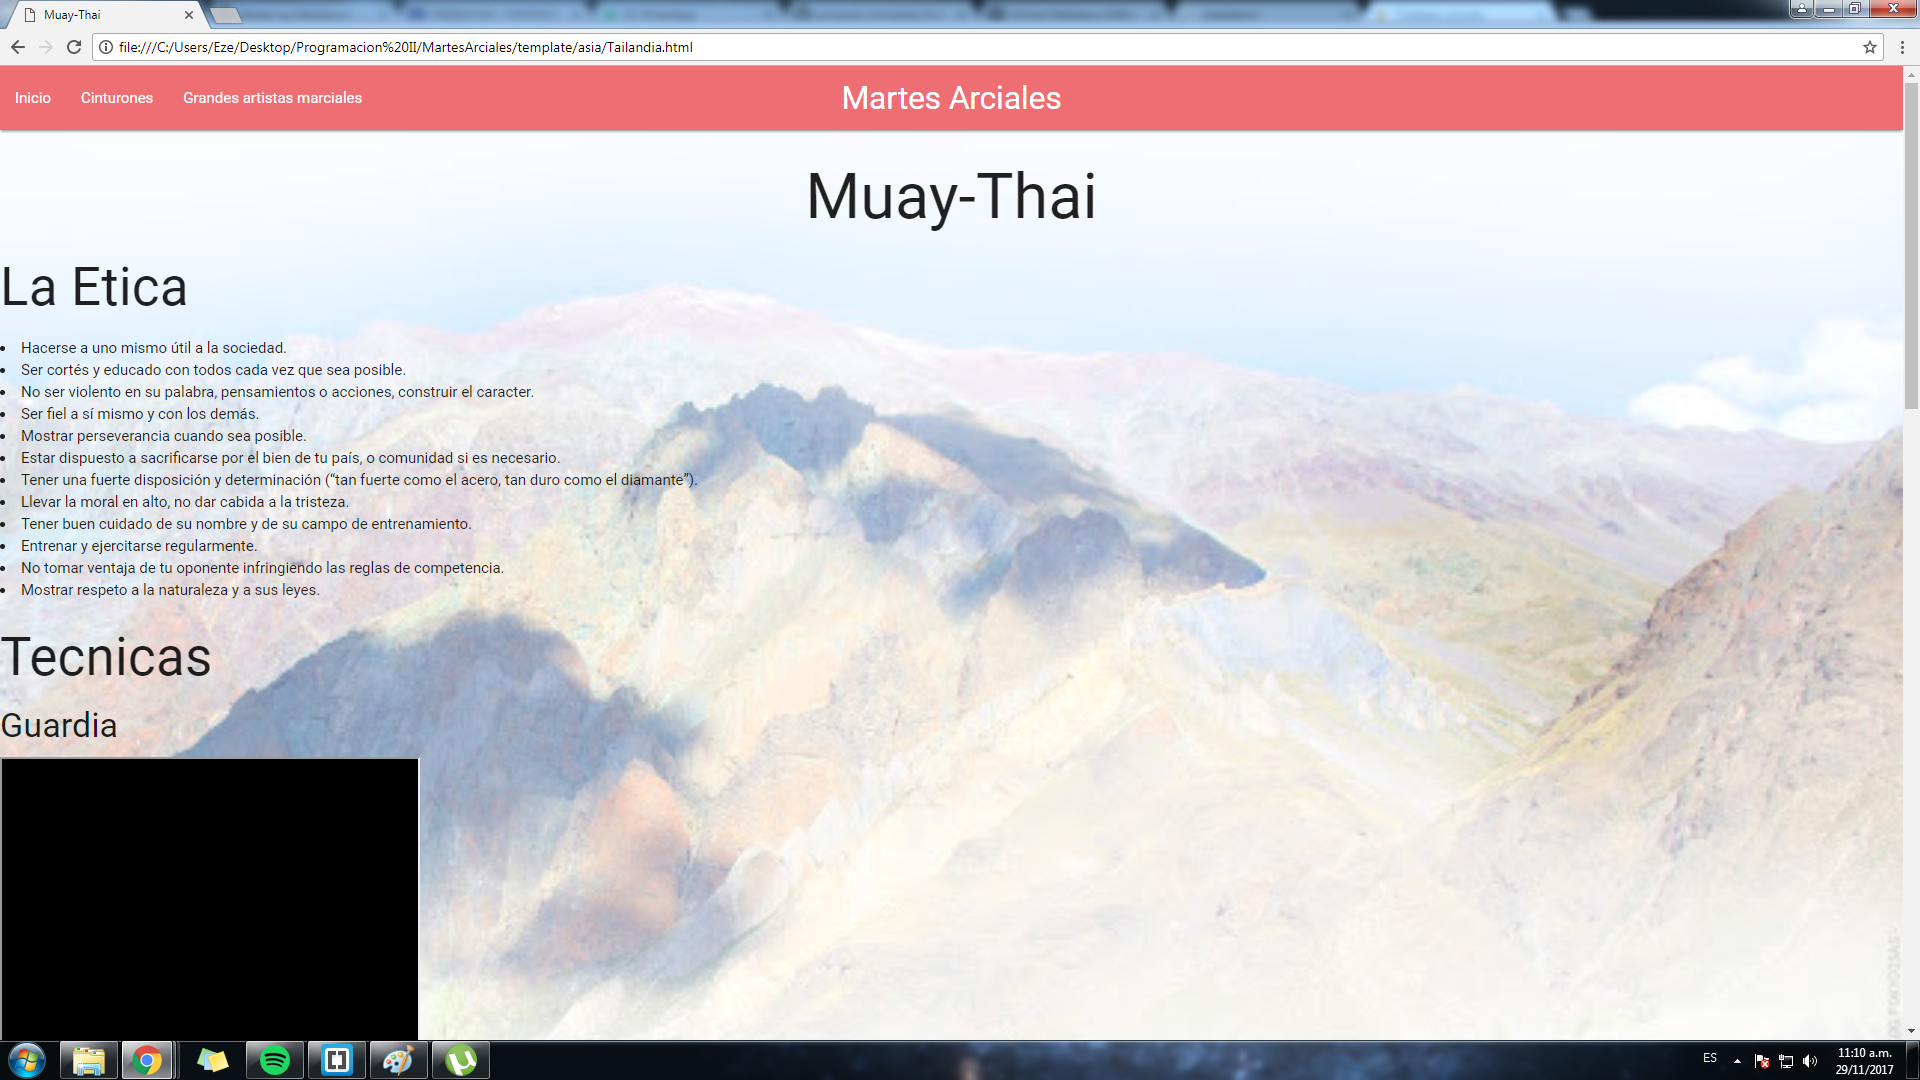 Muay-Thai
file:///C:/Users/Eze/Desktop/Programacion%20II/MartesArciales/template/asia/Tailandia.html
Inicio Cinturones Grandes artistas marciales Martes Arciales
Muay-Thai
La Etica
Hacerse a uno mismo útil a la sociedad.
Ser cortés y educado con todos cada vez que sea posible.
No ser violento en su palabra, pensamientos o acciones, construir el caracter.
Ser fiel a sí mismo y con los demás.
Mostrar perseverancia cuando sea posible.
Estar dispuesto a sacrificarse por el bien de tu país, o comunidad si es necesario.
Tener una fuerte disposición y determinación (“tan fuerte como el acero, tan duro como el diamante”).
Llevar la moral en alto, no dar cabida a la tristeza.
Tener buen cuidado de su nombre y de su campo de entrenamiento.
Entrenar y ejercitarse regularmente.
No tomar ventaja de tu oponente infringiendo las reglas de competencia.
Mostrar respeto a la naturaleza y a sus leyes.
Tecnicas
Guardia
ES
11:10 a.m.
29/11/2017